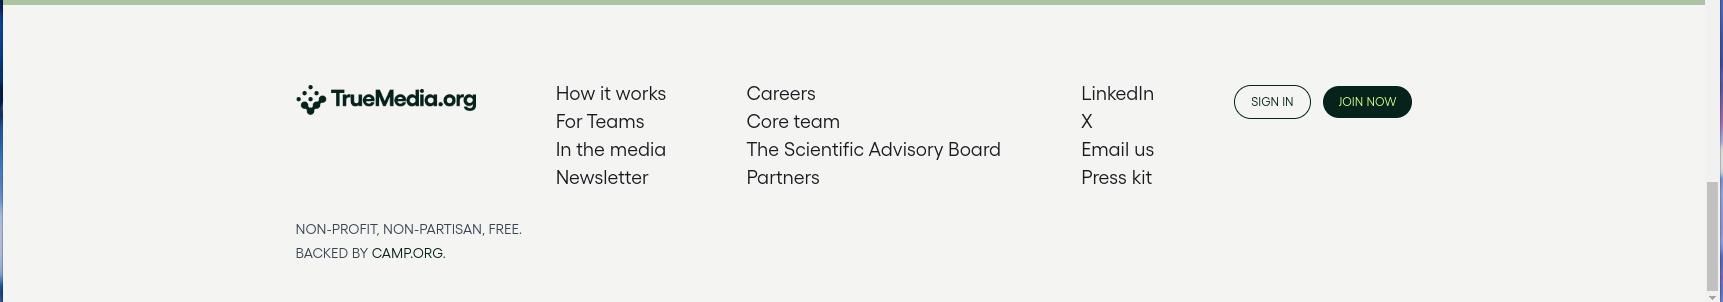 TrueMedia.org
How it works
For Teams
In the media
Newsletter
Careers
Core team
The Scientific Advisory Board
Partners
LinkedIn
X
Email us
Press kit
SIGN IN
JOIN NOW
NON-PROFIT, NON-PARTISAN, FREE.
BACKED BY CAMP.ORG.